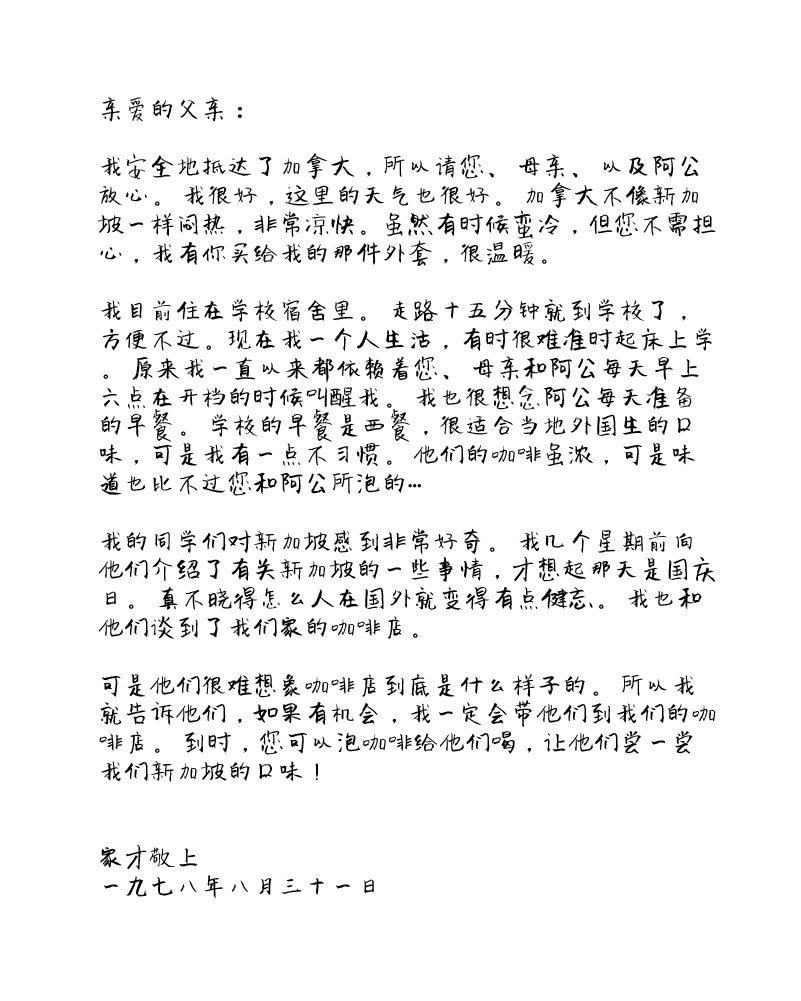 亲爱的父亲：
我安全地抵达了加拿大，所以请您、母亲、以及阿公
放心。我很好，这里的天气也很好。加拿大不像新加
坡一样闷热，非常凉快。虽然有时候蛮冷，但您不需担
心，我有你买给我的那件外套，很温暖。
我目前住在学校宿舍里。走路十五分钟就到学校了，
方便不过。现在我一个人生活，有时很难准时起床上学
。原来我一直以来都依赖着您、母亲和阿公每天早上
六点在开档的时候叫醒我。我也很想念阿公每天准备
的早餐。学校的早餐是西餐，很适合当地外国生的口
味，可是我有一点不习惯。他们的咖啡虽浓，可是味
道也比不过您和阿公所泡的…
我的同学们对新加坡感到非常好奇。我几个星期前向
他们介绍了有关新加坡的一些事情，才想起那天是国庆
日。真不晓得怎么人在国外就变得有点健忘。我也和
他们谈到了我们家的咖啡店。
可是他们很难想象咖啡店到底是什么样子的。所以我
就告诉他们，如果有机会，我一定会带他们到我们的咖
啡店。到时，您可以泡咖啡给他们喝，让他们尝一尝
我们新加坡的口味！
家才敬上
一九七八年八月三十一日